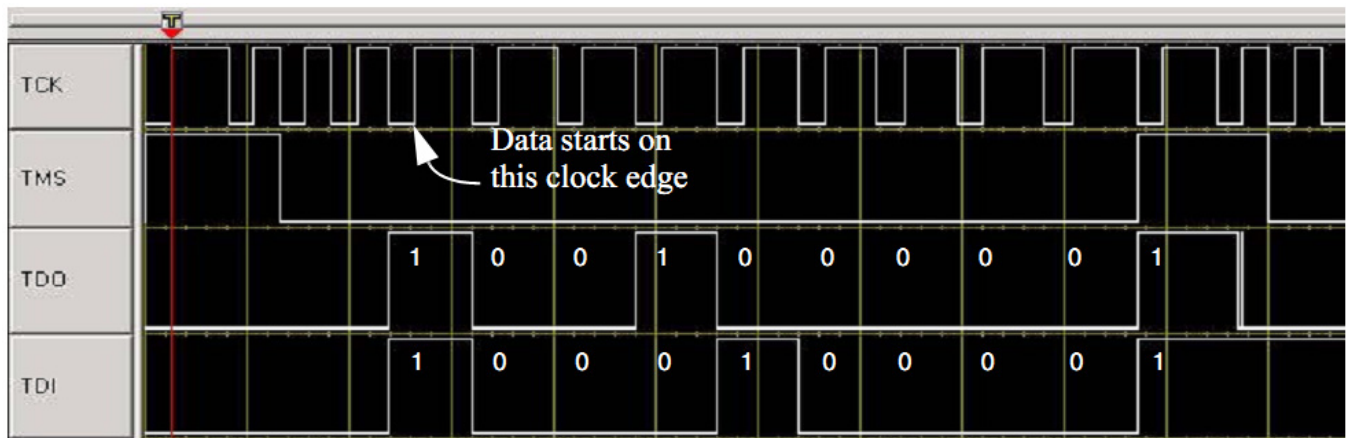 T
TCK
Data starts on
this clock edge
TMS
TDO
1 0 0 1 0 0 0 0 0 1
TDI
1 0 0 0 1 0 0 0 0 1